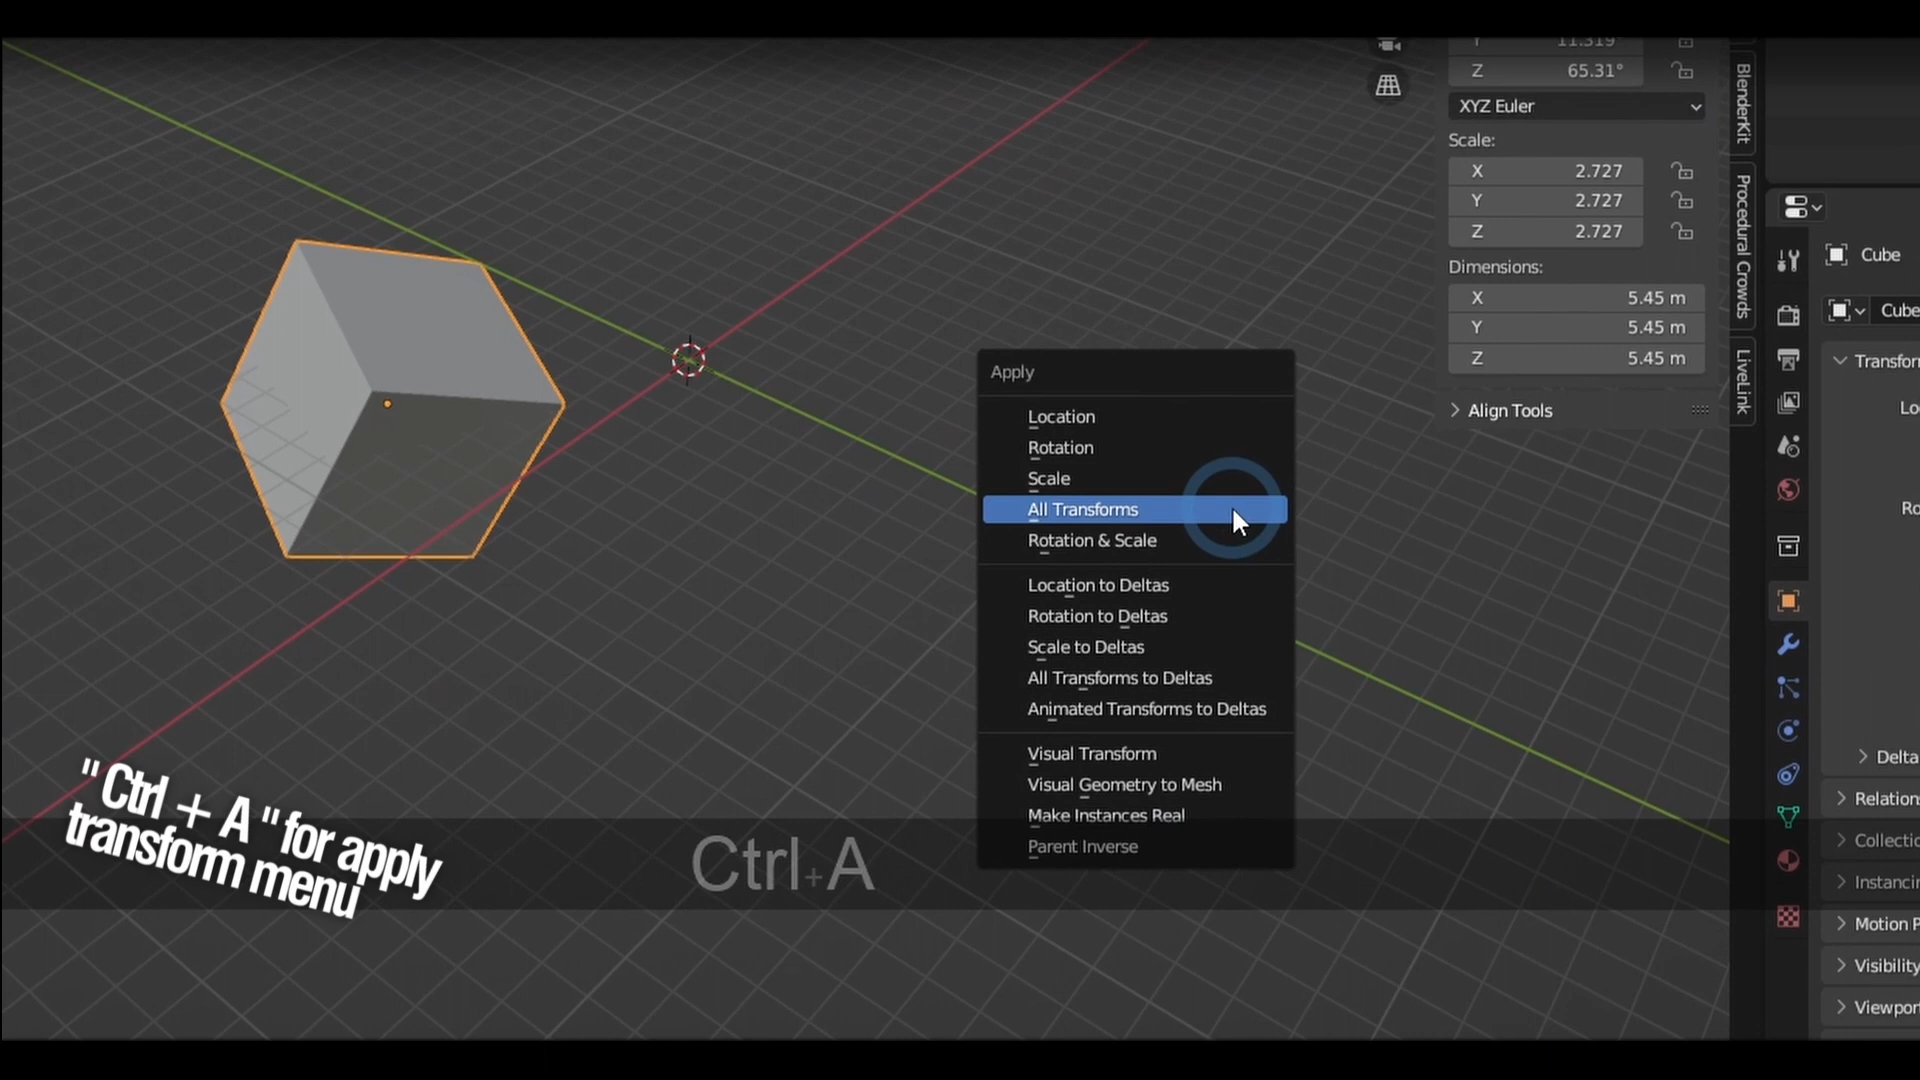 Y 11.319°
Z 65.31°
XYZ Euler
Scale:
X 2.727
Y 2.727
Z 2.727
Dimensions:
X 5.45 m
Y 5.45 m
Z 5.45 m
Align Tools
BlenderKit
Procedural Crowds
LiveLink
Cube
Cube
Transform
Lo
Ro
Delta
Relations
Collectio
Instancin
Motion P
Visibility
Viewport
Apply
Location
Rotation
Scale
All Transforms
Rotation & Scale
Location to Deltas
Rotation to Deltas
Scale to Deltas
All Transforms to Deltas
Animated Transforms to Deltas
Visual Transform
Visual Geometry to Mesh
Make Instances Real
Parent Inverse
"Ctrl + A" for apply
transform menu
Ctrl+A